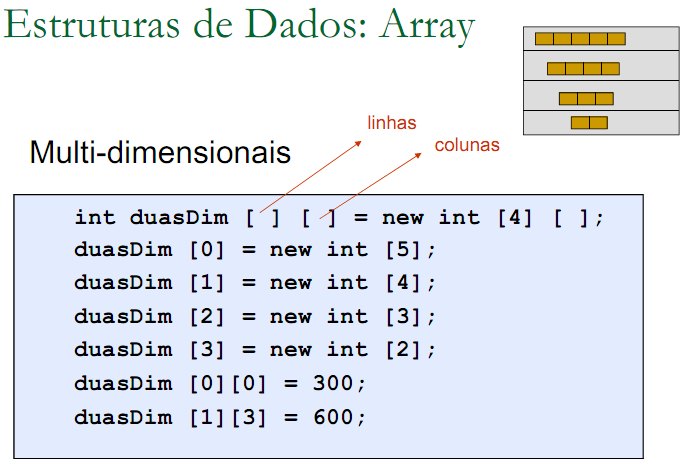 Estruturas de Dados: Array
linhas
colunas
Multi-dimensionais
int duasDim [ ] [ ] = new int [4] [ ];
duasDim [0] = new int [5];
duasDim [1] = new int [4];
duasDim [2] = new int [3];
duasDim [3] = new int [2];
duasDim [0][0] = 300;
duasDim [1][3] = 600;